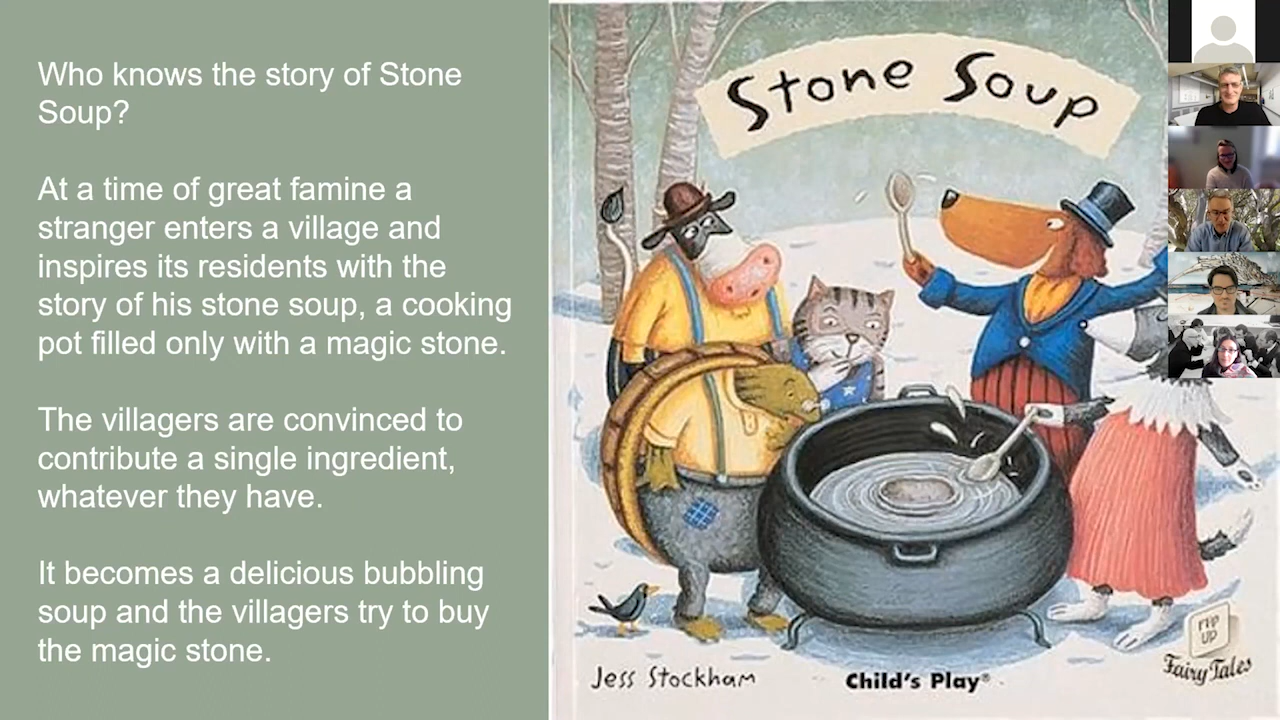 Who knows the story of Stone
Soup?
At a time of great famine a
stranger enters a village and
inspires its residents with the
story of his stone soup, a cooking
pot filled only with a magic stone.
The villagers are convinced to
contribute a single ingredient,
whatever they have.
It becomes a delicious bubbling
soup and the villagers try to buy
the magic stone.
Stone Soup
Jess Stockham
Child's Play®
FLIP
UP
Fairy Tales